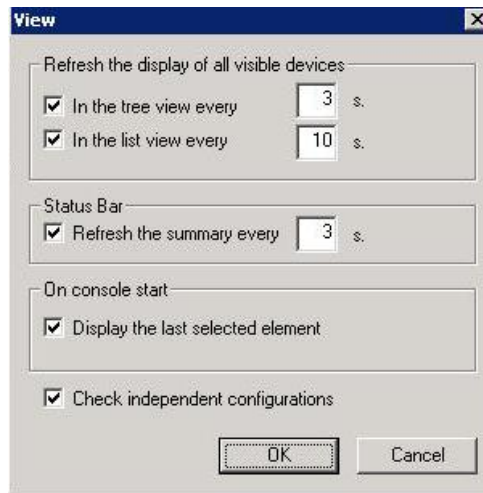 View
Refresh the display of all visible devices
In the tree view every 3 s.
In the list view every 10 s.
Status Bar
Refresh the summary every 3 s.
On console start
Display the last selected element
Check independent configurations
OK Cancel